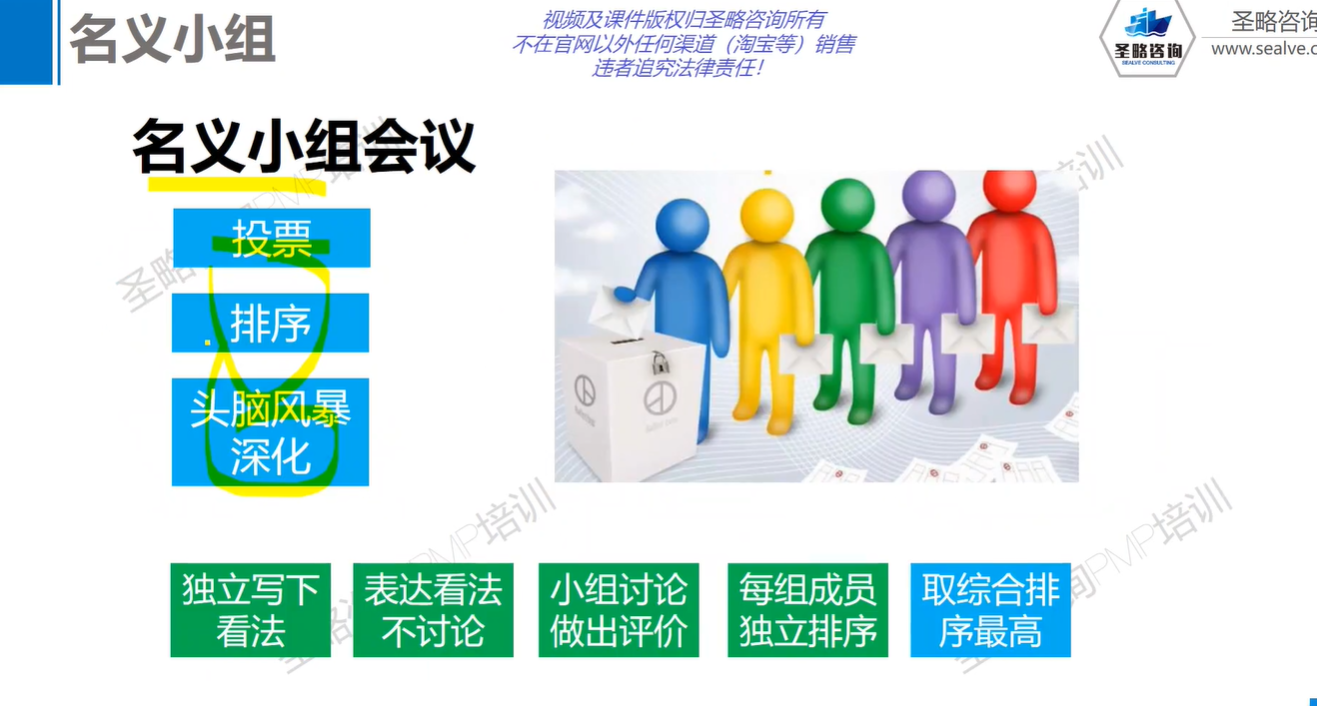 名义小组
视频及课件版权归圣略咨询所有
不在官网以外任何渠道（淘宝等）销售
违者追究法律责任！
圣略咨询
SEALVE CONSULTING
圣略咨询
www.sealve.c
名义小组会议
投票
排序
头脑风暴
深化
独立写下
看法
表达看法
不讨论
小组讨论
做出评价
每组成员
独立排序
取综合排
序最高